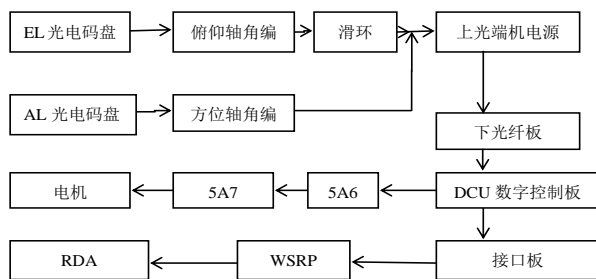 EL 光电码盘
俯仰轴角编
滑环
上光端机电源
AL 光电码盘
方位轴角编
下光纤板
电机
5A7
5A6
DCU 数字控制板
RDA
WSRP
接口板